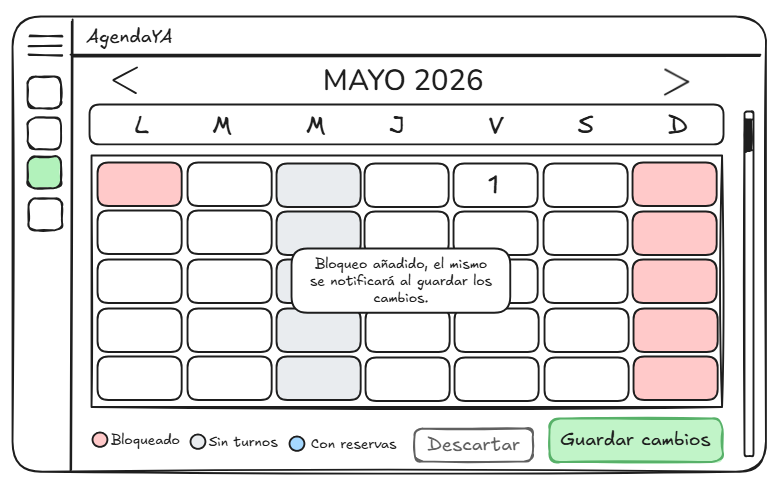 AgendaYA
MAYO 2026
L M M J V S D
1
Bloqueo añadido, el mismo
se notificará al guardar los
cambios.
Bloqueado Sin turnos Con reservas Descartar Guardar cambios